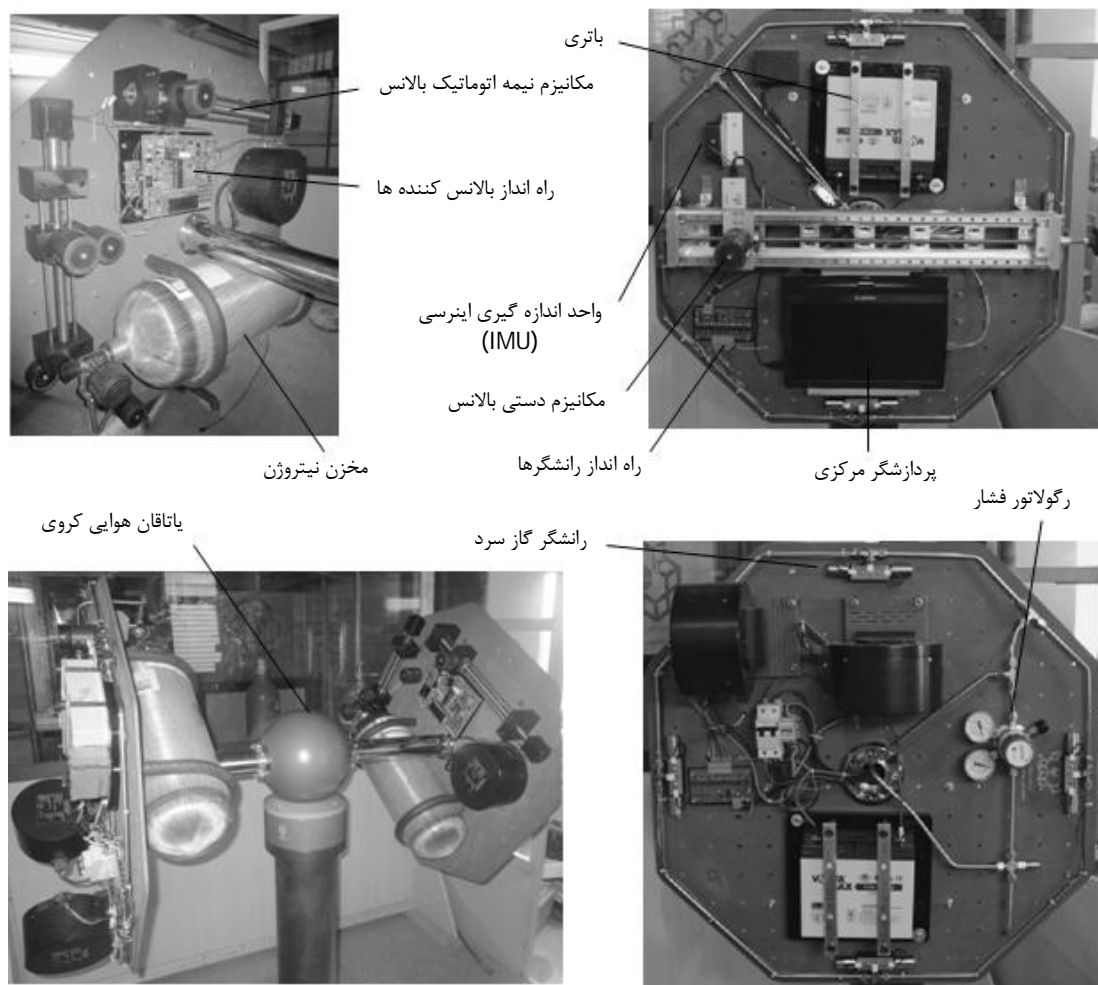 باتری
مکانیزم نیمه اتوماتیک بالانس
راه انداز بالانس کننده ها
واحد اندازه گیری اینرسی
(IMU)
مکانیزم دستی بالانس
راه انداز رانشگرها
مخزن نیتروژن
پردازشگر مرکزی
رگولاتور فشار
یاتاقان هوایی کروی
رانشگر گاز سرد